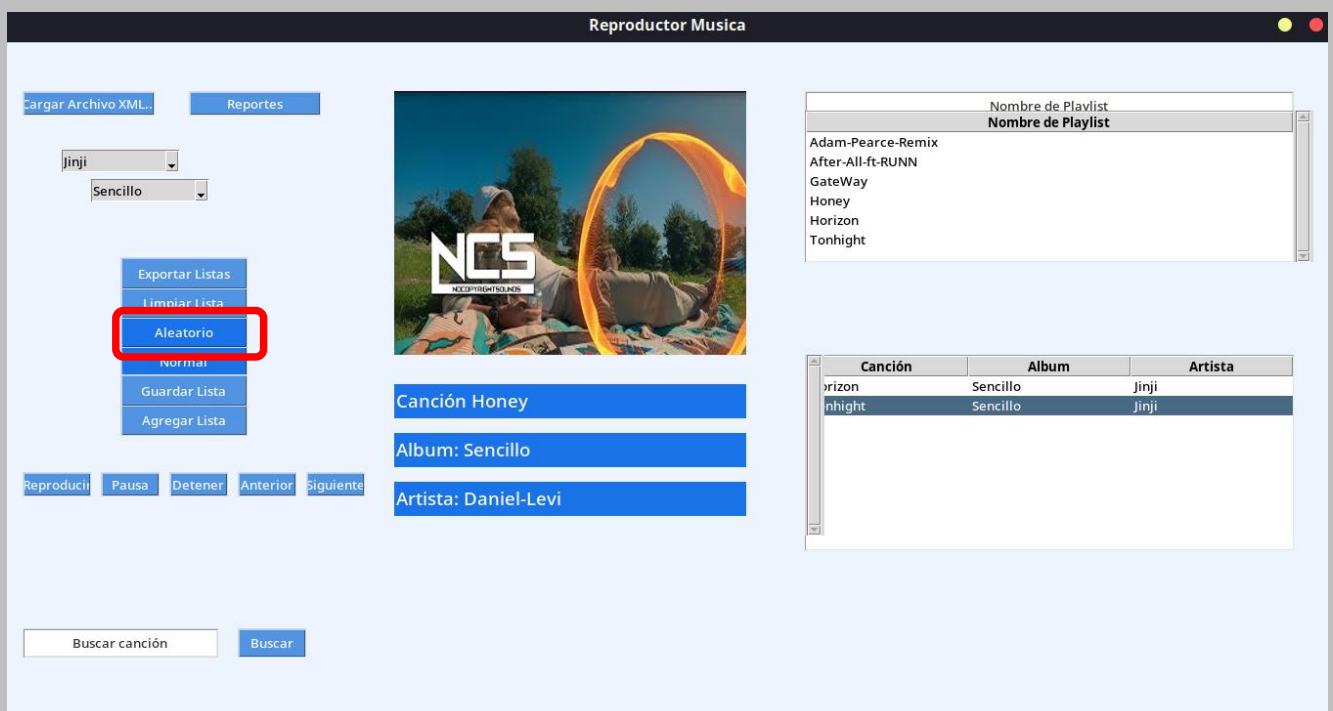 Reproductor Musica
Cargar Archivo XML..
Reportes
Jinji
Sencillo
Exportar Listas
Limpiar Lista
Aleatorio
Normal
Guardar Lista
Agregar Lista
Reproducir
Pausa
Detener
Anterior
Siguiente
Buscar canción
Buscar
NCS
NOCOPYRIGHTSOUNDS
Canción Honey
Album: Sencillo
Artista: Daniel-Levi
Nombre de Playlist
Nombre de Playlist
Adam-Pearce-Remix
After-All-ft-RUNN
GateWay
Honey
Horizon
Tonhight
Canción Album Artista
orizon Sencillo Jinji
nhight Sencillo Jinji